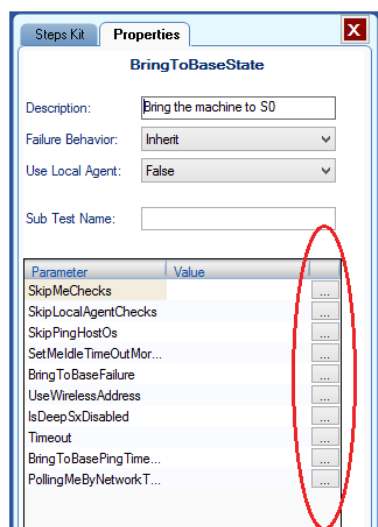 Steps Kit Properties X
BringToBaseState
Description: Bring the machine to S0
Failure Behavior: Inherit
Use Local Agent: False
Sub Test Name:
Parameter Value
SkipMeChecks ...
SkipLocalAgentChecks ...
SkipPingHostOs ...
SetMeIdleTimeOutMor... ...
BringToBaseFailure ...
UseWirelessAddress ...
IsDeepSxDisabled ...
Timeout ...
BringToBasePingTime... ...
PollingMeByNetworkT... ...